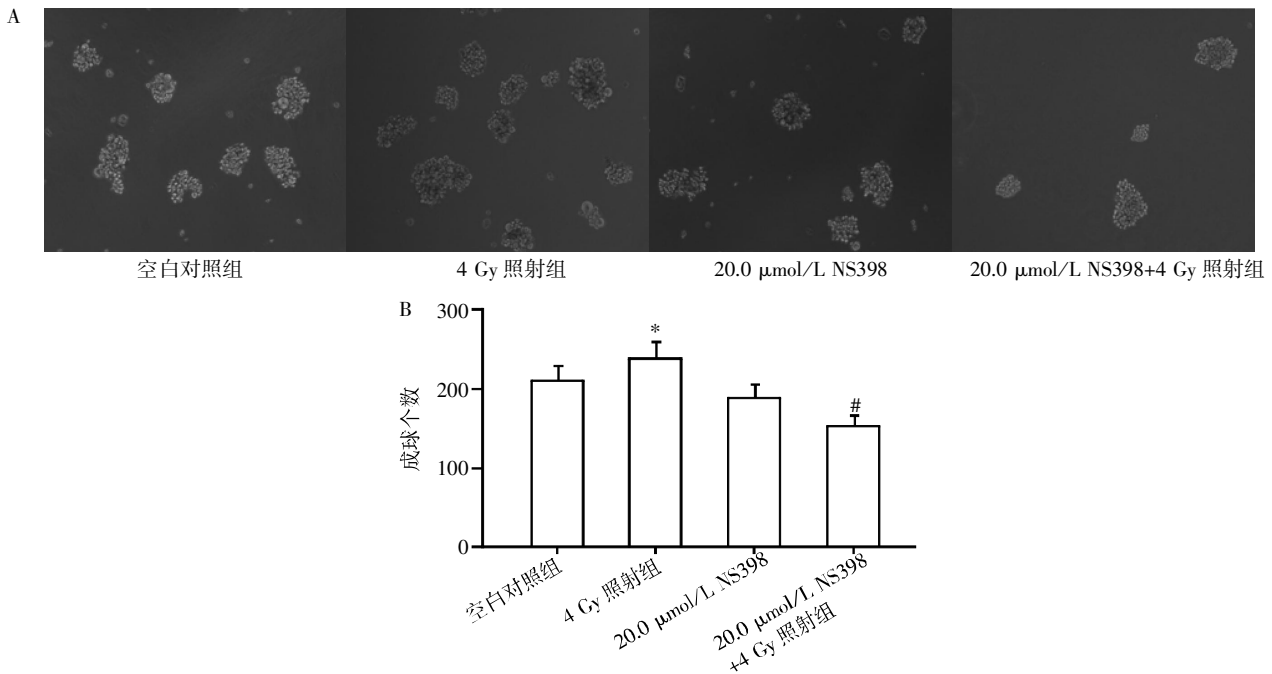 A
空白对照组
4 Gy 照射组
20.0 μmol/L NS398
20.0 μmol/L NS398+4 Gy 照射组
B
300
200
100
0
成球个数
*
#
空白对照组
4 Gy 照射组
20.0 μmol/L NS398
20.0 μmol/L NS398
+4 Gy 照射组